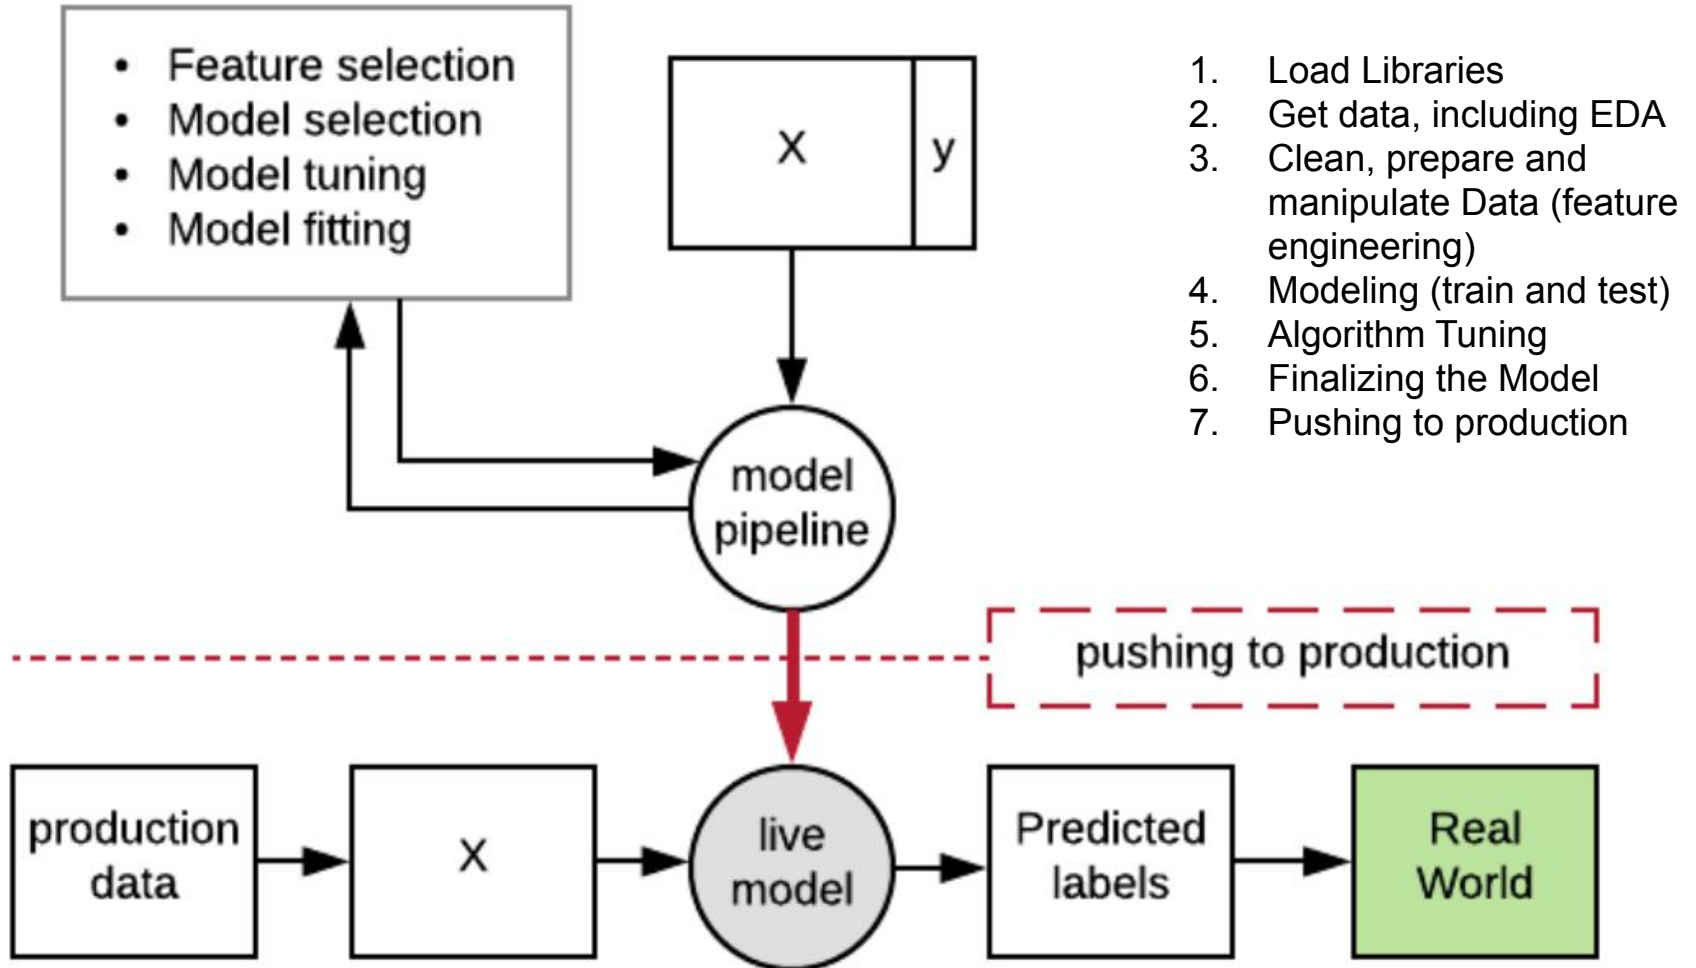 • Feature selection
• Model selection
• Model tuning
• Model fitting
X
y
1. Load Libraries
2. Get data, including EDA
3. Clean, prepare and
manipulate Data (feature
engineering)
4. Modeling (train and test)
5. Algorithm Tuning
6. Finalizing the Model
7. Pushing to production
model
pipeline
pushing to production
production
data
X
live
model
Predicted
labels
Real
World